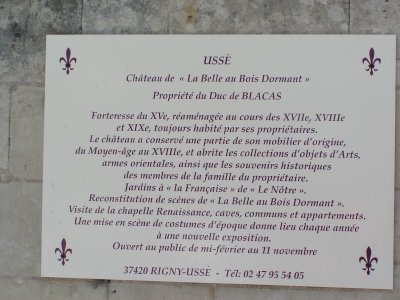 USSÉ
Château de « La Belle au Bois Dormant »
Propriété du Duc de BLACAS
Forteresse du XVe, réaménagée au cours des XVIIe, XVIIIe
et XIXe, toujours habité par ses propriétaires.
Le château a conservé une partie de son mobilier d'origine,
du Moyen-âge au XVIIIe, et abrite les collections d'objets d'Arts,
armes orientales, ainsi que les souvenirs historiques
des membres de la famille du propriétaire.
Jardins à « la Française » de « Le Nôtre ».
Reconstitution de scènes de « La Belle au Bois Dormant ».
Visite de la chapelle Renaissance, caves, communs et appartements.
Une mise en scène de costumes d'époque donne lieu chaque année
à une nouvelle exposition.
Ouvert au public de mi-février au 11 novembre
37420 RIGNY-USSE - Tél: 02 47 95 54 05